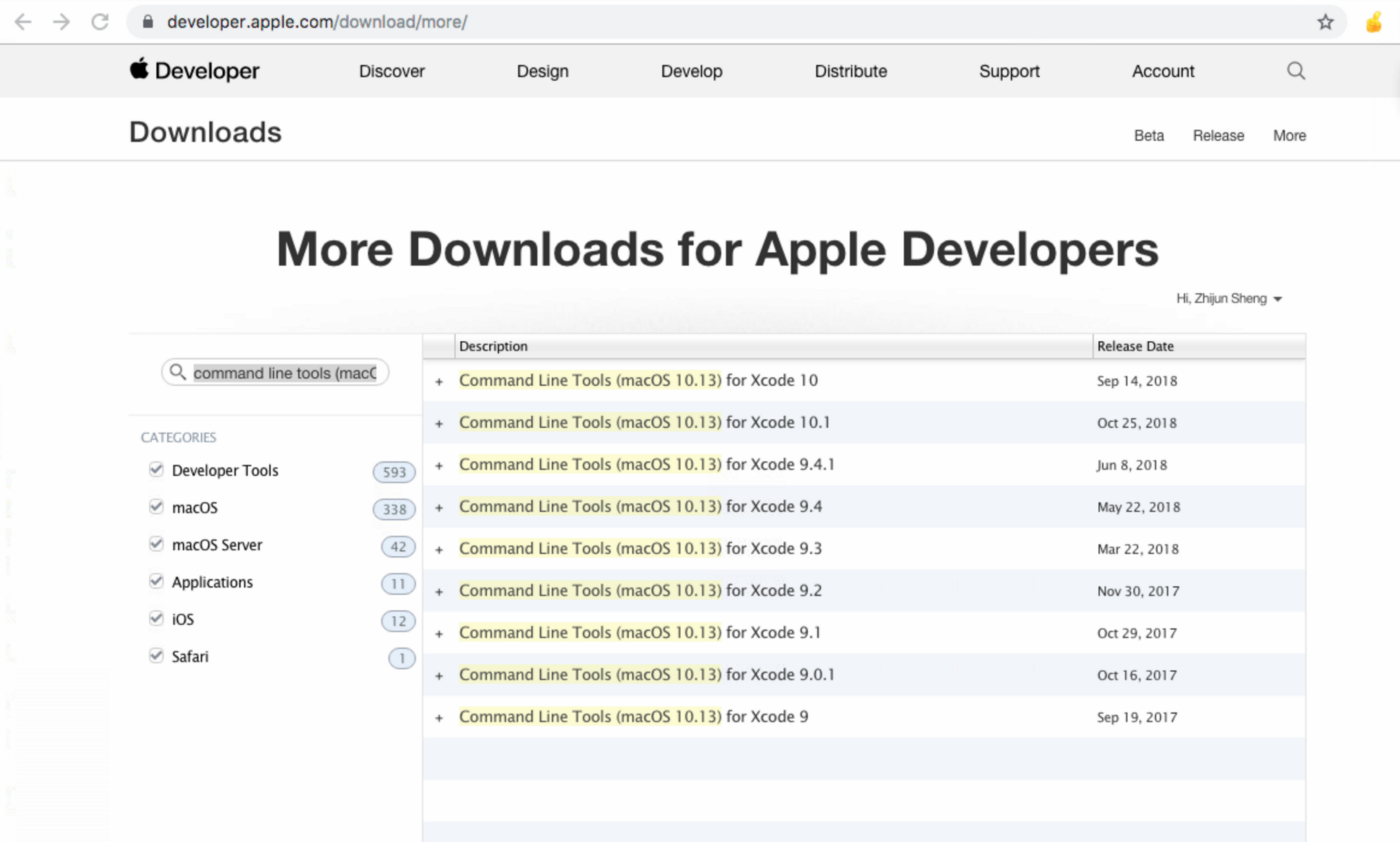 developer.apple.com/download/more/
Developer Discover Design Develop Distribute Support Account
Downloads Beta Release More
More Downloads for Apple Developers
Hi, Zhijun Sheng
Description Release Date
command line tools (mac
+ Command Line Tools (macOS 10.13) for Xcode 10 Sep 14, 2018
+ Command Line Tools (macOS 10.13) for Xcode 10.1 Oct 25, 2018
CATEGORIES
+ Command Line Tools (macOS 10.13) for Xcode 9.4.1 Jun 8, 2018
Developer Tools 593
+ Command Line Tools (macOS 10.13) for Xcode 9.4 May 22, 2018
macOS 338
+ Command Line Tools (macOS 10.13) for Xcode 9.3 Mar 22, 2018
macOS Server 42
+ Command Line Tools (macOS 10.13) for Xcode 9.2 Nov 30, 2017
Applications 11
+ Command Line Tools (macOS 10.13) for Xcode 9.1 Oct 29, 2017
iOS 12
+ Command Line Tools (macOS 10.13) for Xcode 9.0.1 Oct 16, 2017
Safari 1
+ Command Line Tools (macOS 10.13) for Xcode 9 Sep 19, 2017